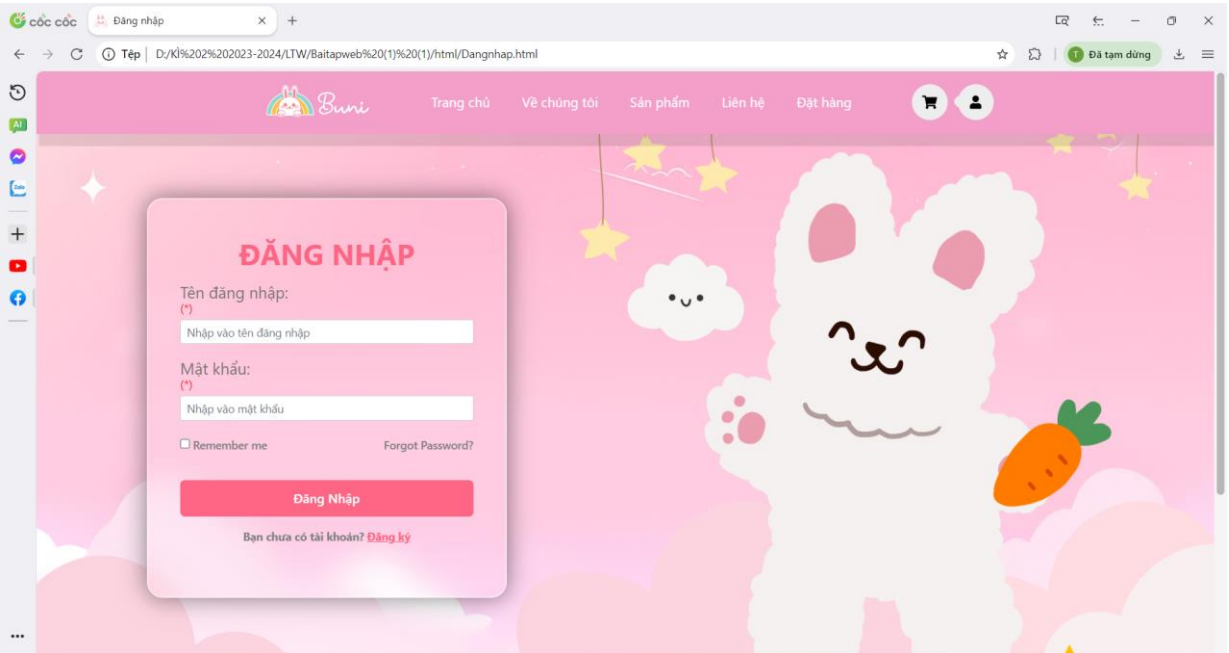 cốc cốc
Đăng nhập
Tệp
D:/KÌ%202%202023-2024/LTW/Baitapweb%20(1)%20(1)/html/Dangnhap.html
T
Đã tạm dừng
AI
Zalo
Buni
Trang chủ
Về chúng tôi
Sản phẩm
Liên hệ
Đặt hàng
ĐĂNG NHẬP
Tên đăng nhập:
(*)
Nhập vào tên đăng nhập
Mật khẩu:
(*)
Nhập vào mật khẩu
Remember me
Forgot Password?
Đăng Nhập
Bạn chưa có tài khoản? Đăng ký